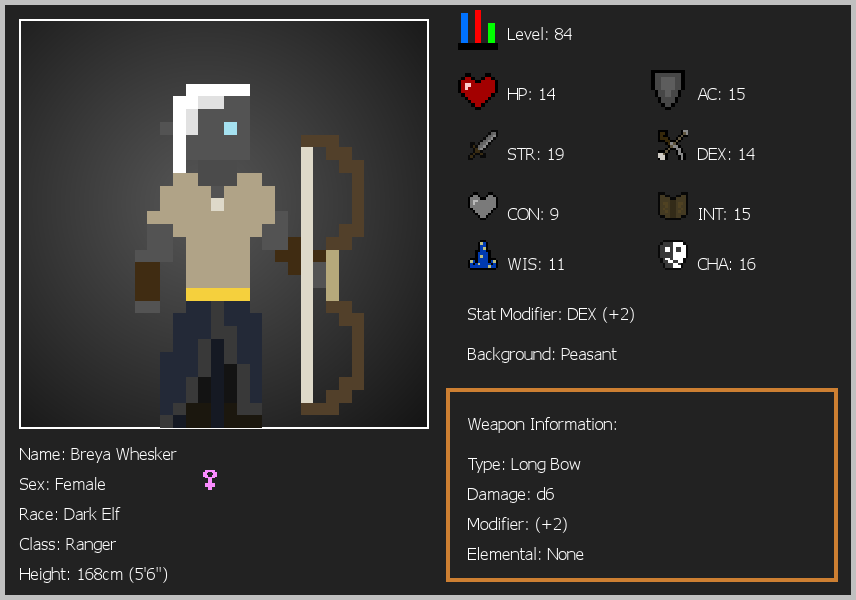 Level: 84
HP: 14
AC: 15
STR: 19
DEX: 14
CON: 9
INT: 15
WIS: 11
CHA: 16
Stat Modifier: DEX (+2)
Background: Peasant
Weapon Information:
Type: Long Bow
Damage: d6
Modifier: (+2)
Elemental: None
Name: Breya Whesker
Sex: Female
Race: Dark Elf
Class: Ranger
Height: 168cm (5'6")